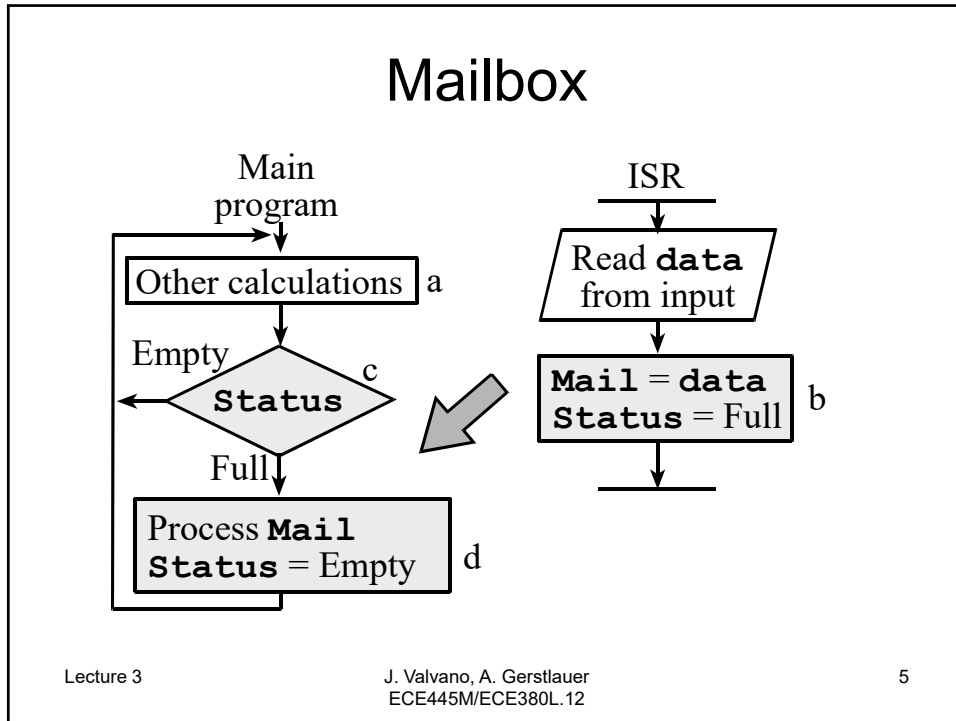 Mailbox
Main
program
Other calculations
a
Empty
c
Status
Full
Process Mail
Status = Empty
d
ISR
Read data
from input
Mail = data
Status = Full
b
Lecture 3
J. Valvano, A. Gerstlauer
ECE445M/ECE380L.12
5